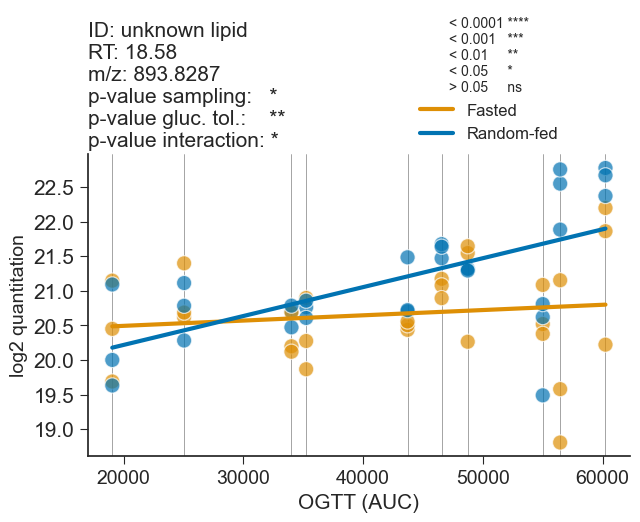 ID: unknown lipid
RT: 18.58
m/z: 893.8287
p-value sampling: *
p-value gluc. tol.: **
p-value interaction: *
< 0.0001 ****
< 0.001 ***
< 0.01 **
< 0.05 *
> 0.05 ns
Fasted
Random-fed
log2 quantitation
22.5
22.0
21.5
21.0
20.5
20.0
19.5
19.0
20000 30000 40000 50000 60000
OGTT (AUC)